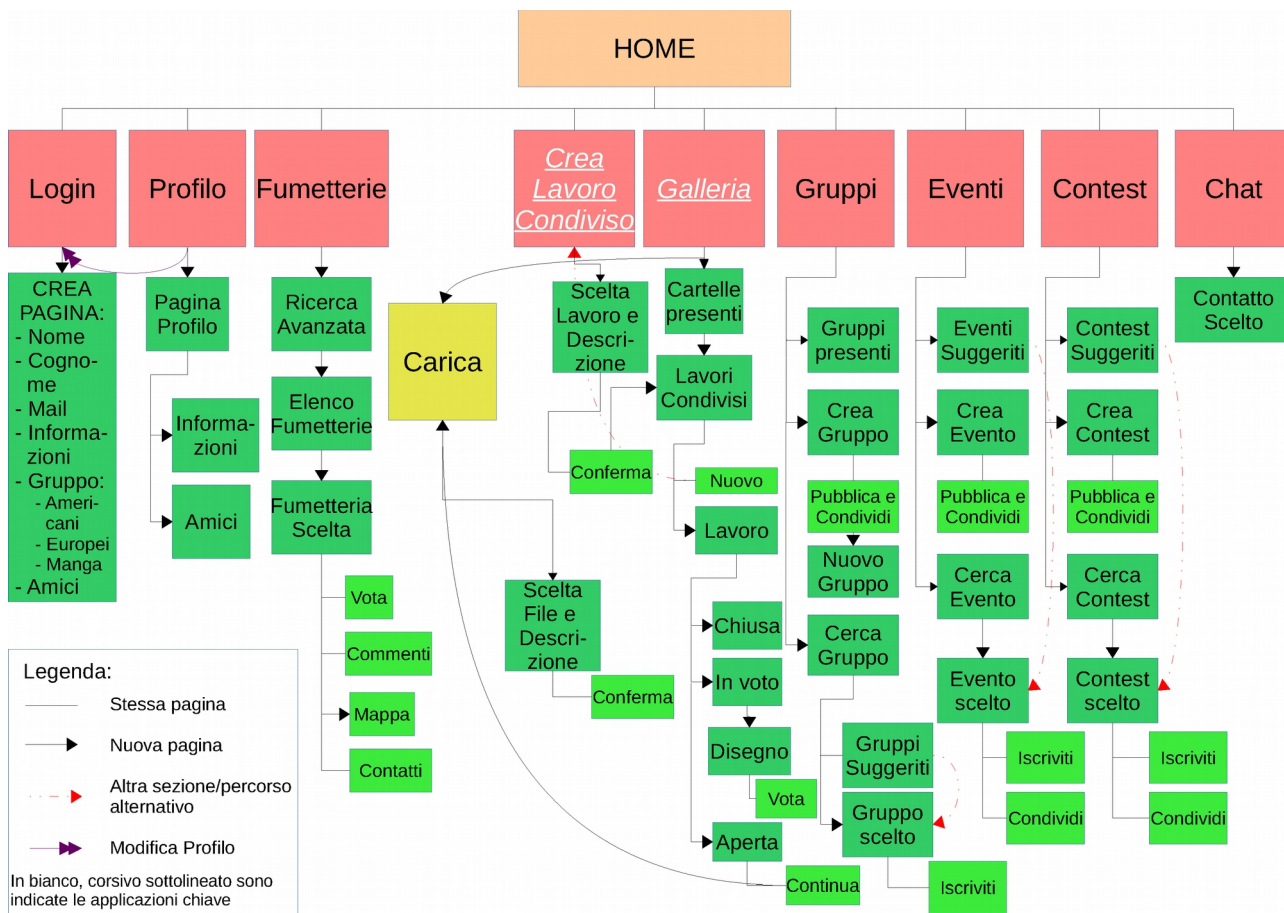 HOME
Login
Profilo
Fumetterie
Crea
Lavoro
Condiviso
Galleria
Gruppi
Eventi
Contest
Chat
CREA
PAGINA:
- Nome
- Cogno-
me
- Mail
- Informa-
zioni
- Gruppo:
- Ameri-
cani
- Europei
- Manga
- Amici
Pagina
Profilo
Informa-
zioni
Amici
Ricerca
Avanzata
Elenco
Fumetterie
Fumetteria
Scelta
Vota
Commenti
Mappa
Contatti
Carica
Scelta
Lavoro e
Descri-
zione
Conferma
Scelta
File e
Descri-
zione
Conferma
Cartelle
presenti
Lavori
Condivisi
Nuovo
Lavoro
Chiusa
In voto
Disegno
Vota
Aperta
Continua
Gruppi
presenti
Crea
Gruppo
Pubblica e
Condividi
Nuovo
Gruppo
Cerca
Gruppo
Gruppi
Suggeriti
Gruppo
scelto
Iscriviti
Eventi
Suggeriti
Crea
Evento
Pubblica e
Condividi
Cerca
Evento
Evento
scelto
Iscriviti
Condividi
Contest
Suggeriti
Crea
Contest
Pubblica e
Condividi
Cerca
Contest
Contest
scelto
Iscriviti
Condividi
Contatto
Scelto
Legenda:
Stessa pagina
Nuova pagina
Altra sezione/percorso
alternativo
Modifica Profilo
In bianco, corsivo sottolineato sono
indicate le applicazioni chiave